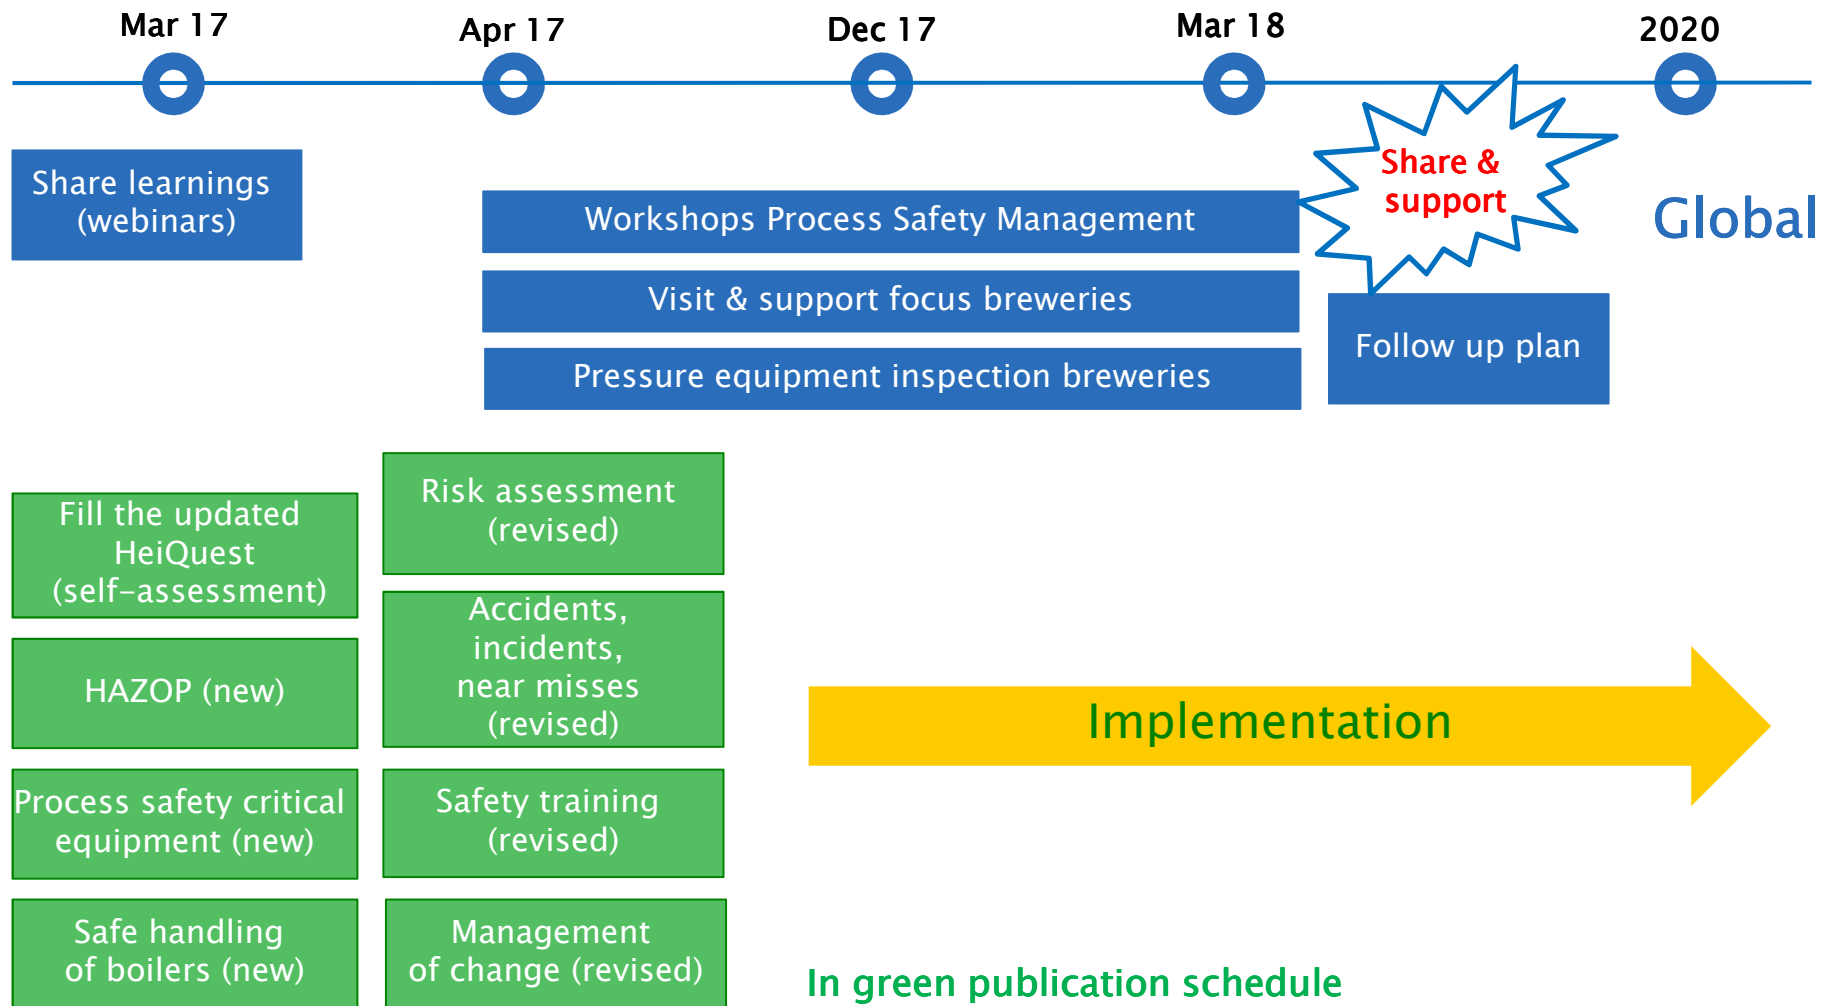 Mar 17
Apr 17
Dec 17
Mar 18
2020
Share learnings
(webinars)
Workshops Process Safety Management
Visit & support focus breweries
Pressure equipment inspection breweries
Share &
support
Global
Follow up plan
Fill the updated
HeiQuest
(self-assessment)
HAZOP (new)
Process safety critical
equipment (new)
Safe handling
of boilers (new)
Risk assessment
(revised)
Accidents,
incidents,
near misses
(revised)
Safety training
(revised)
Management
of change (revised)
Implementation
In green publication schedule